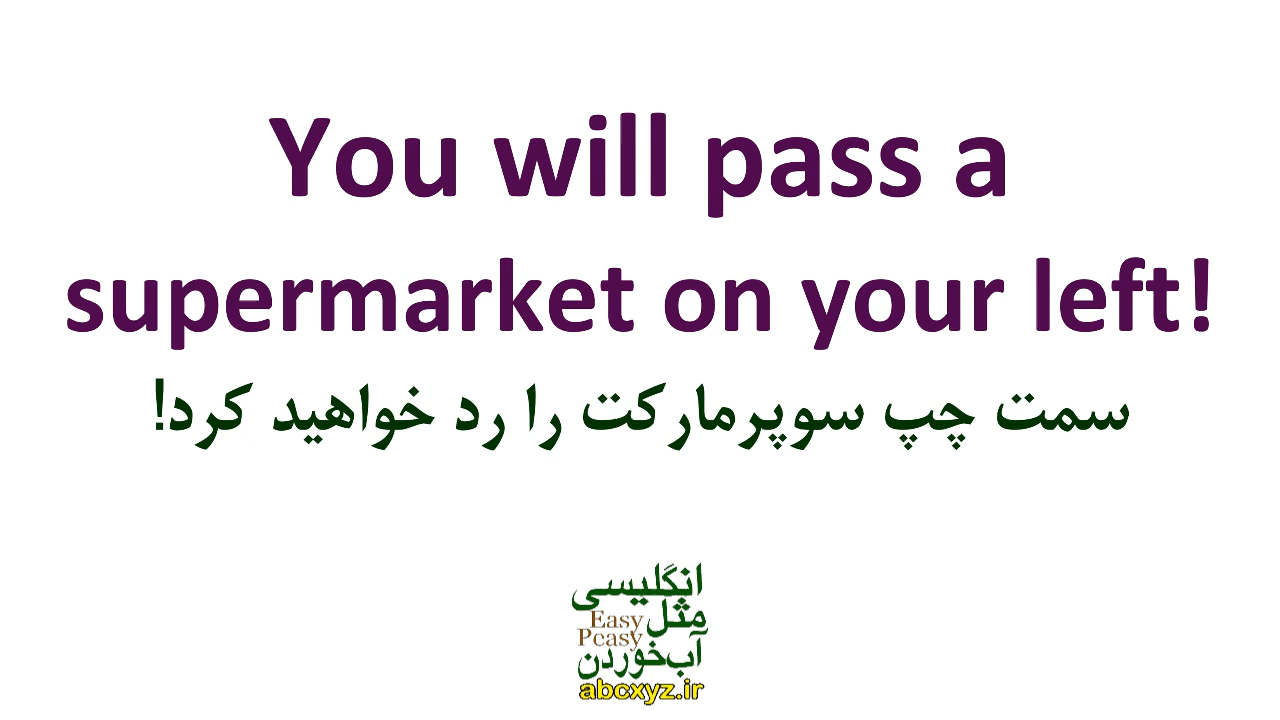 You will pass a
supermarket on your left!
سمت چپ سوپرمارکت را رد خواهید کرد!
انگلیسی
مثل
Easy
Peasy
آب‌خوردن
abcxyz.ir